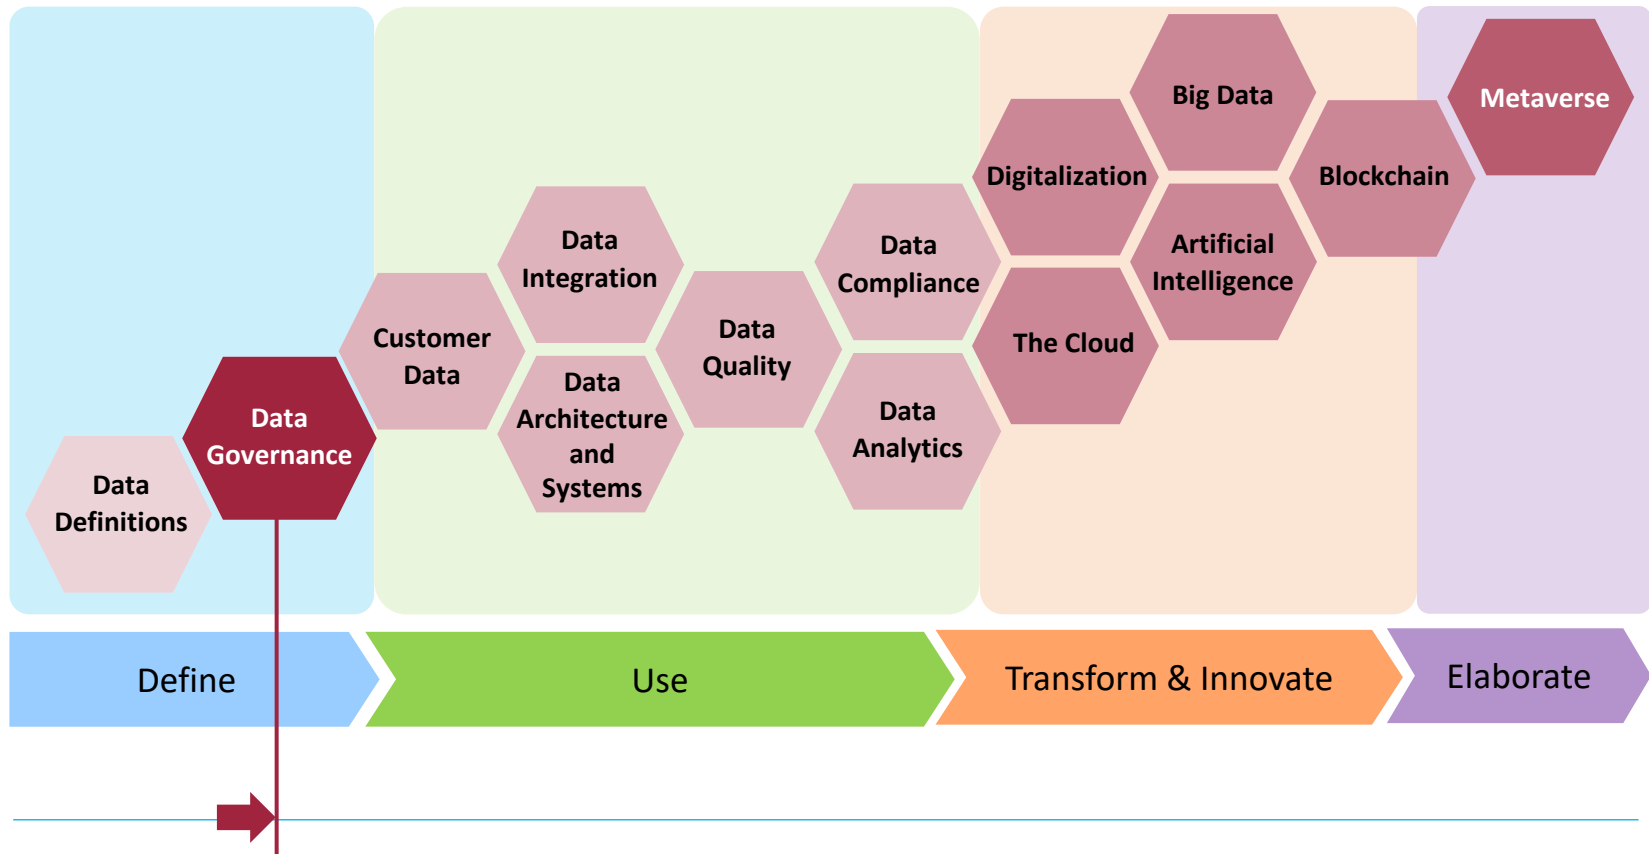 Data
Definitions
Data
Governance
Customer
Data
Data
Integration
Data
Architecture
and
Systems
Data
Quality
Data
Compliance
Data
Analytics
Digitalization
The Cloud
Big Data
Artificial
Intelligence
Blockchain
Metaverse
Define
Use
Transform & Innovate
Elaborate